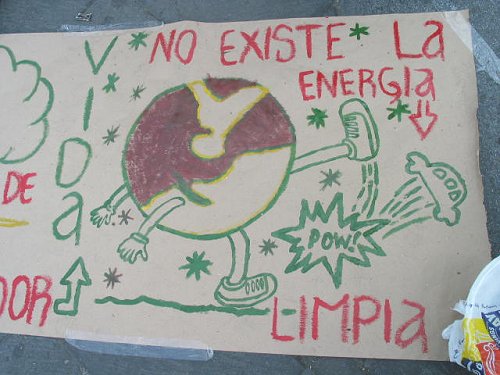 NO EXISTE LA
ENERGIA
LIMPIA
POW!
VIDA
DE
DOR